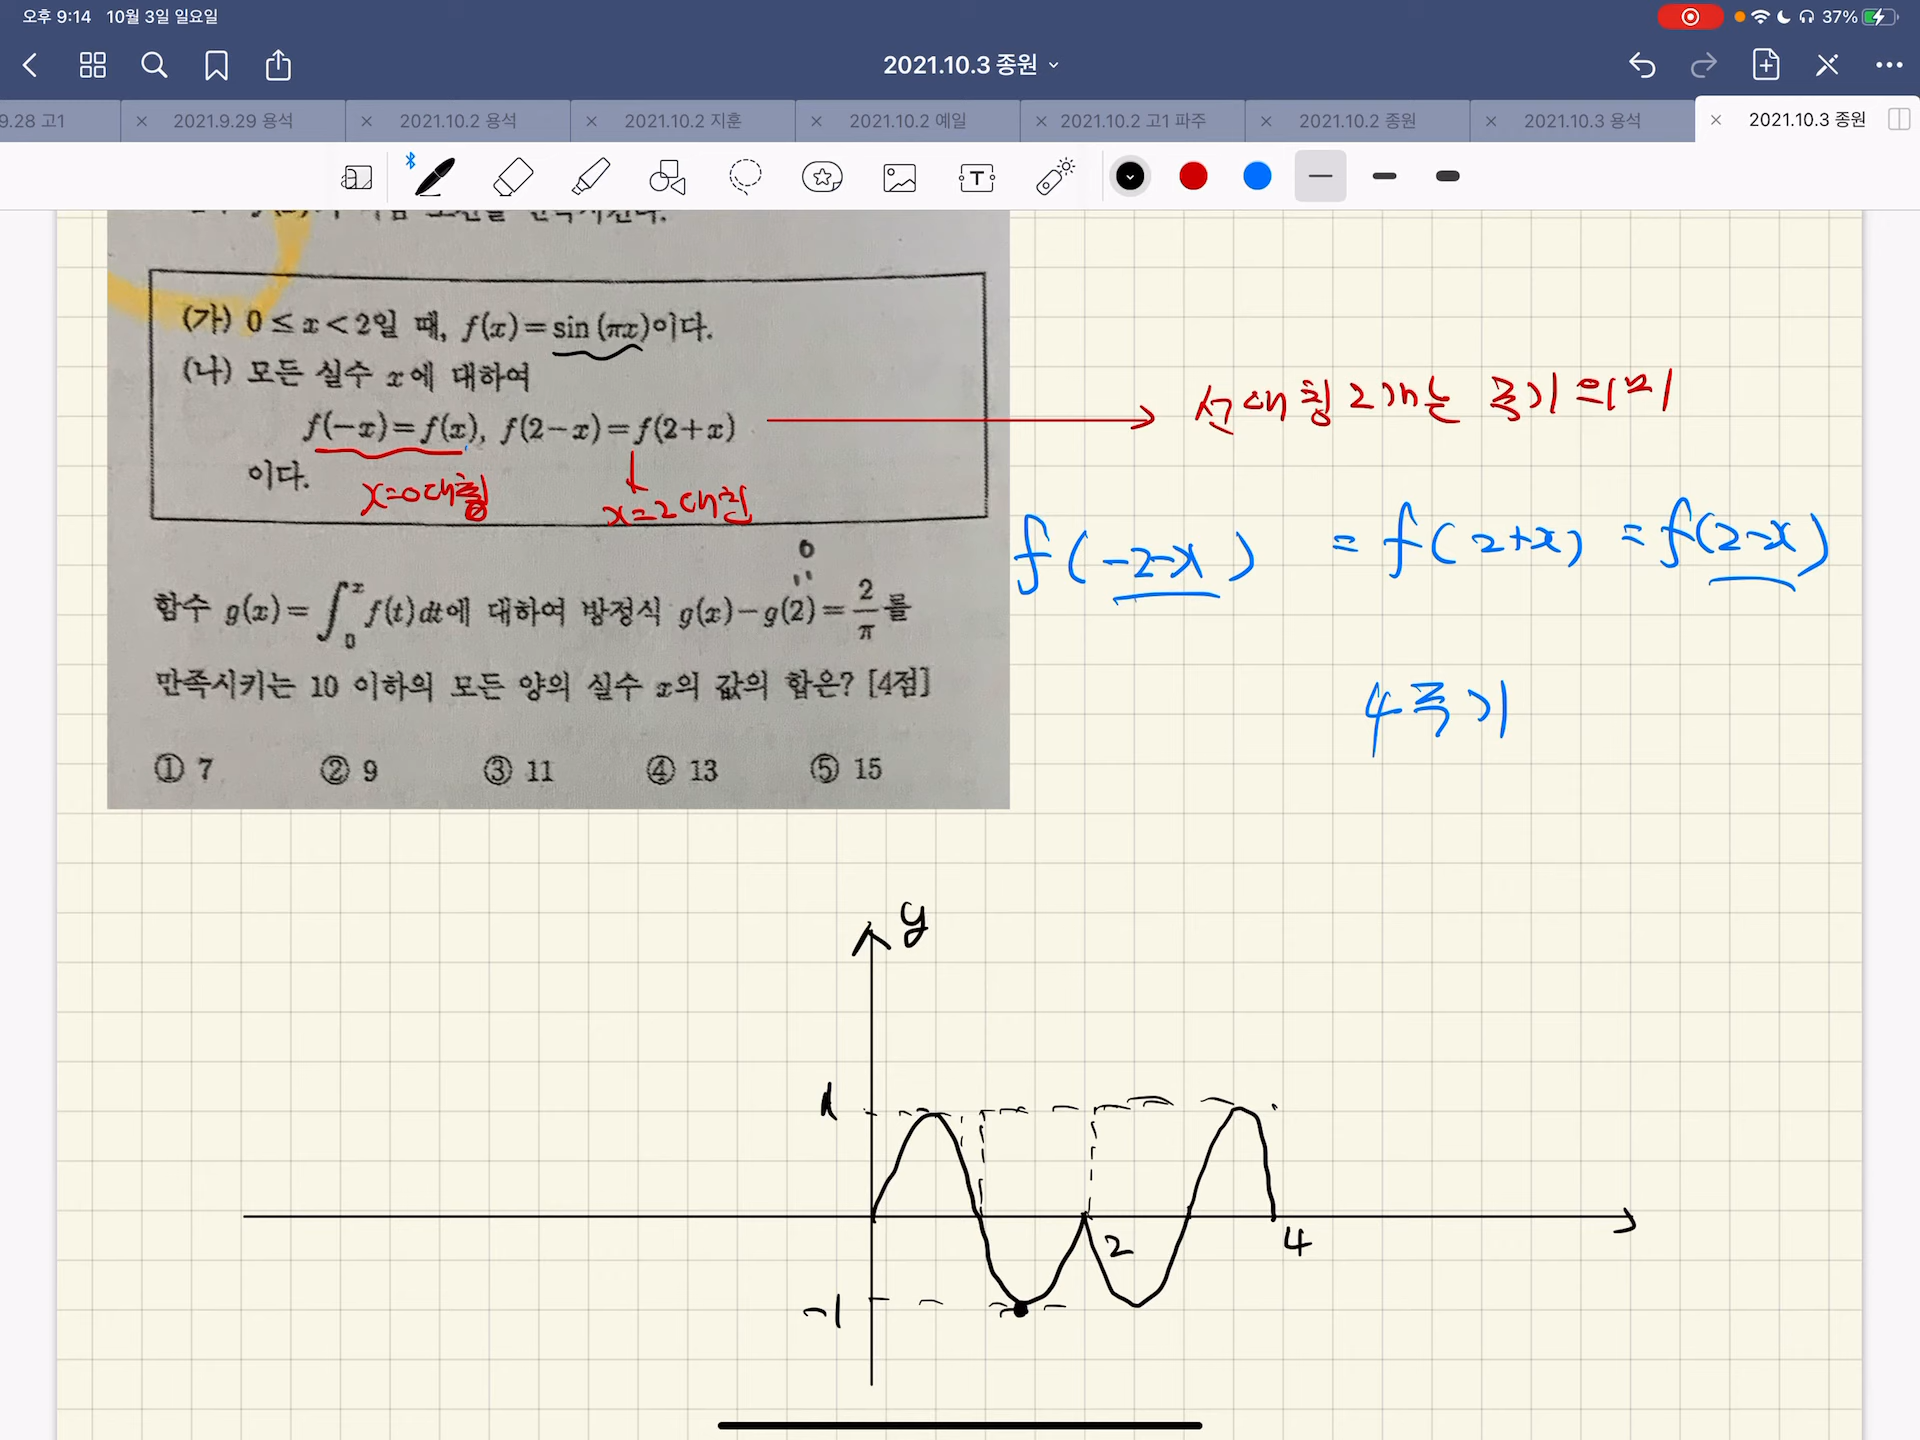 오후 9:14 10월 3일 일요일
37%
2021.10.3 종원
9.28 고1
2021.9.29 용석
2021.10.2 용석
2021.10.2 지훈
2021.10.2 예일
2021.10.2 고1 파주
2021.10.2 종원
2021.10.3 용석
2021.10.3 종원
(가) 0≤x<2일 때, f(x)=sin(πx)이다.
(나) 모든 실수 x에 대하여
f(-x)=f(x), f(2-x)=f(2+x)
이다.
x=0대칭
x=2대칭
선대칭 2개는 주기 의미
f(-2-x) = f(2+x) = f(2-x)
4주기
0
함수 g(x)=∫₀ˣ f(t)dt에 대하여 방정식 g(x)-g(2)=2/π를
만족시키는 10 이하의 모든 양의 실수 x의 값의 합은? [4점]
① 7 ② 9 ③ 11 ④ 13 ⑤ 15
y
1
2
4
-1